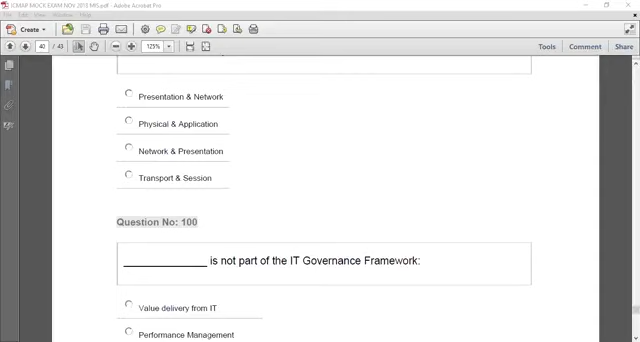 ICMAP MOCK EXAM NOV 2018 MIS.pdf - Adobe Acrobat Pro
File Edit View Window Help
Create
40 / 43 125%
Tools Comment Share
Presentation & Network
Physical & Application
Network & Presentation
Transport & Session
Question No: 100
______________ is not part of the IT Governance Framework:
Value delivery from IT
Performance Management